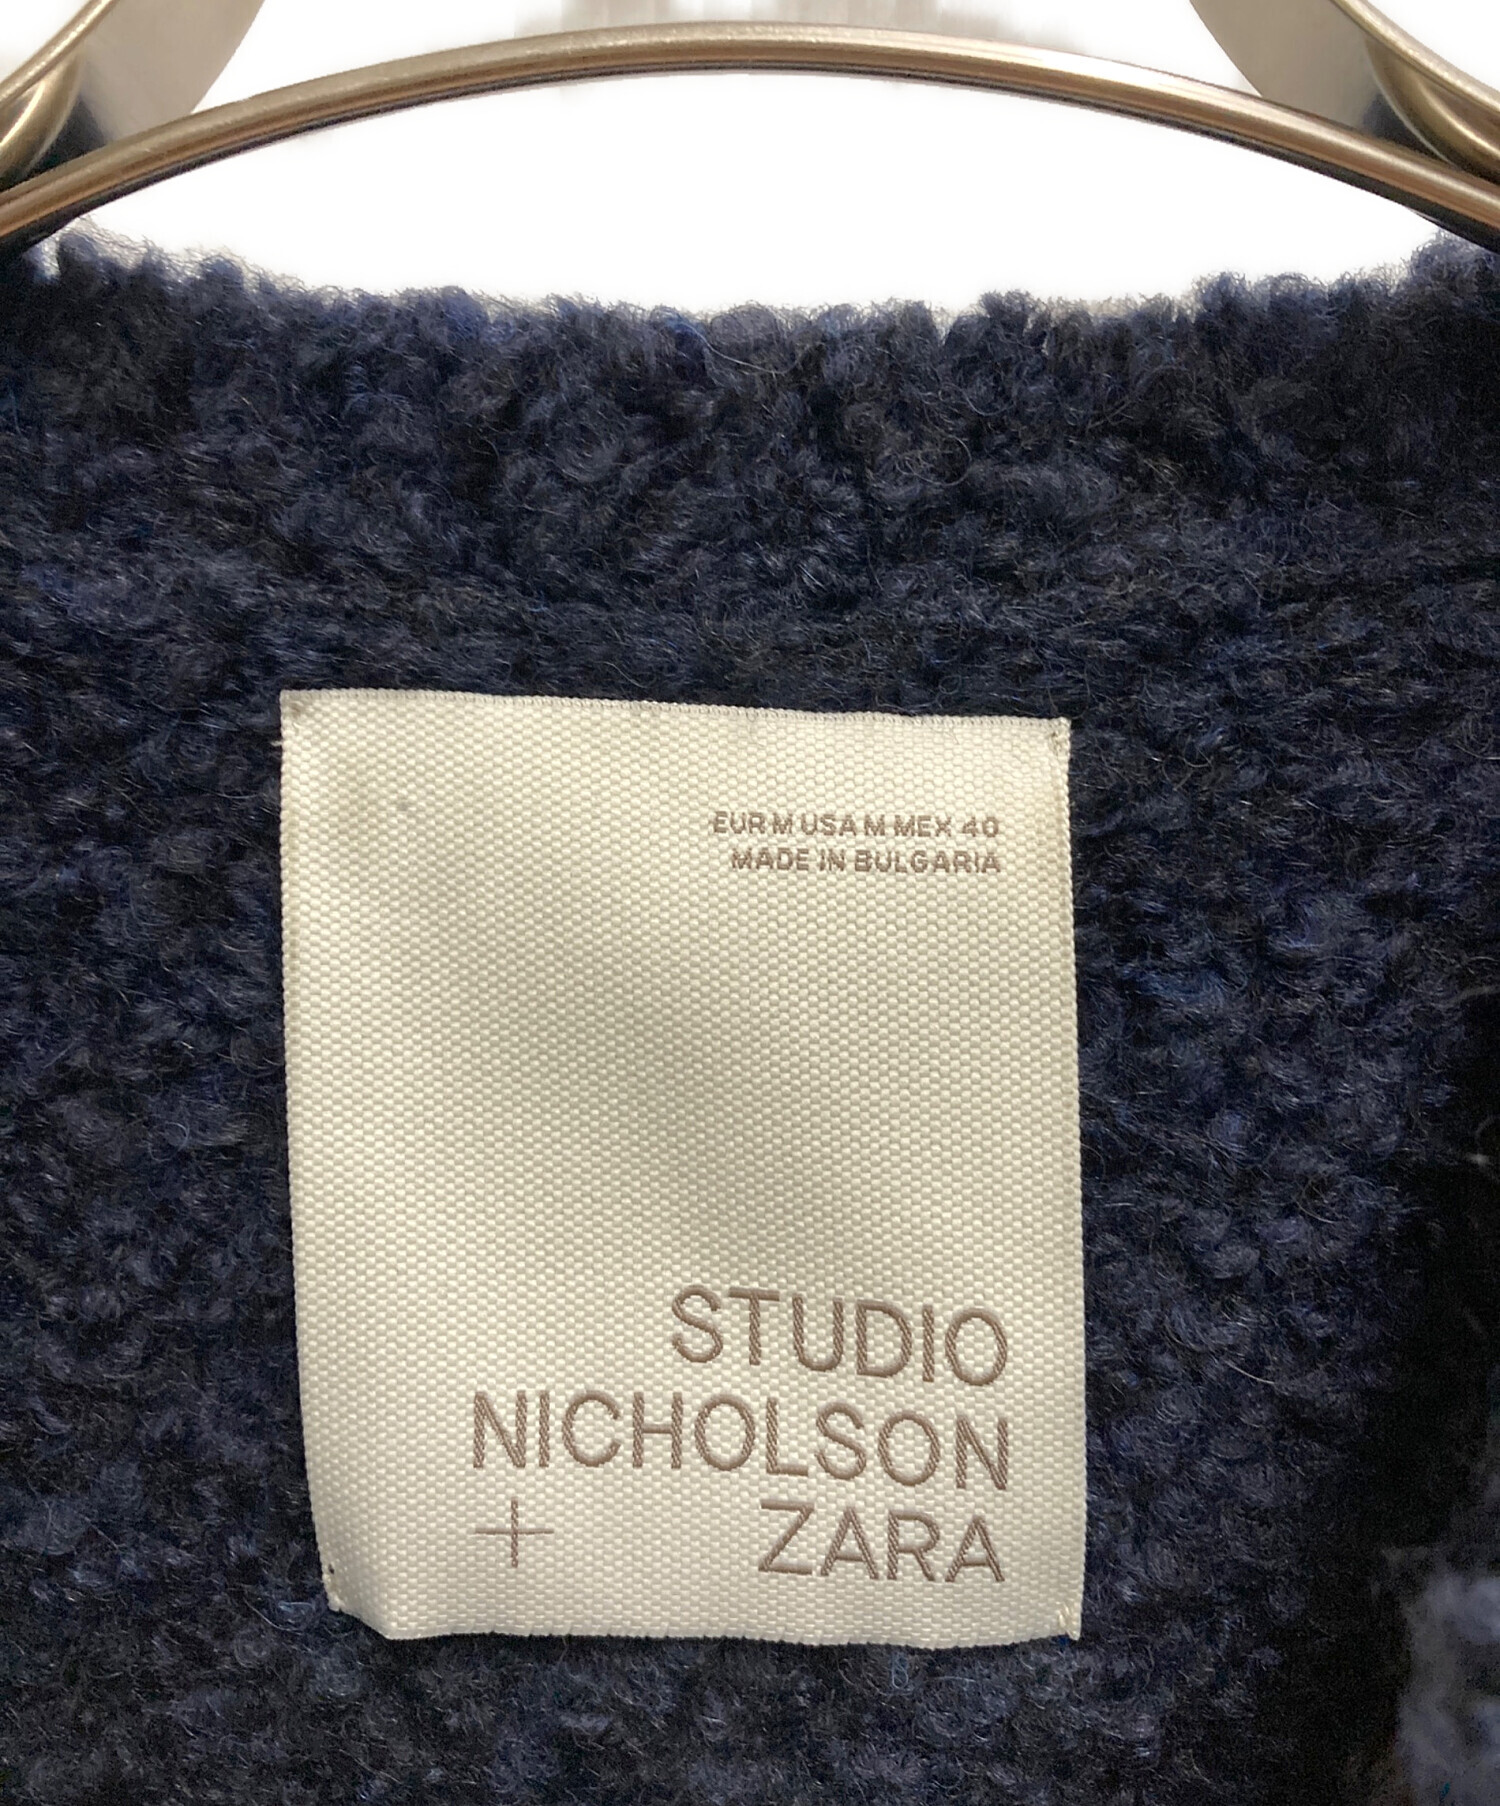 EUR M USA M MEX 40
MADE IN BULGARIA
STUDIO
NICHOLSON
+ ZARA